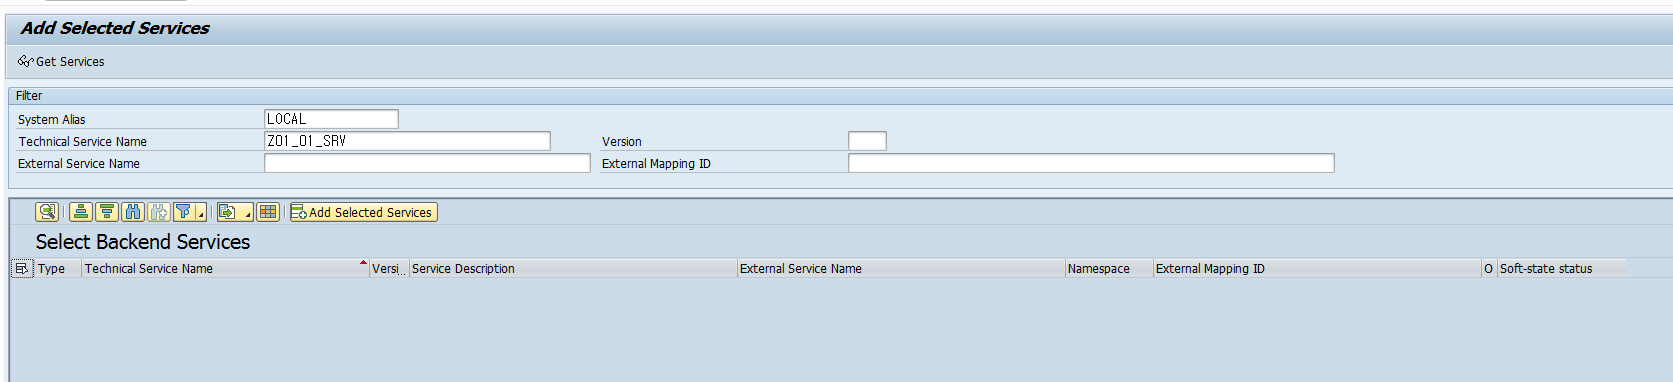 Add Selected Services
Get Services
Filter
System Alias LOCAL
Technical Service Name Z01_01_SRV Version
External Service Name External Mapping ID
Add Selected Services
Select Backend Services
Type Technical Service Name Versi.. Service Description External Service Name Namespace External Mapping ID O Soft-state status